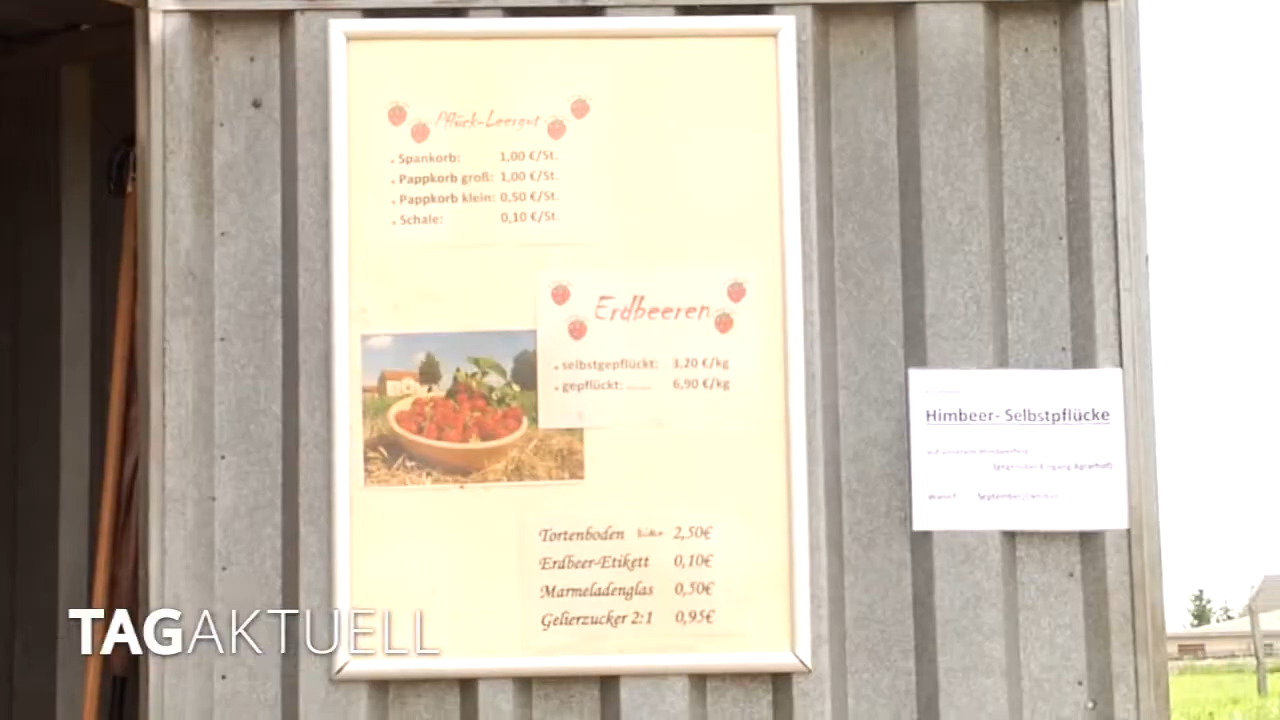 Pflück-Leergut
Spankorb: 1,00 €/St.
Pappkorb groß: 1,00 €/St.
Pappkorb klein: 0,50 €/St.
Schale: 0,10 €/St.
Erdbeeren
selbstgepflückt: 3,20 €/kg
gepflückt: 6,90 €/kg
Himbeer- Selbstpflücke
Tortenboden 2,50€
Erdbeer-Etikett 0,10€
Marmeladenglas 0,50€
Gelierzucker 2:1 0,95€
TAGAKTUELL